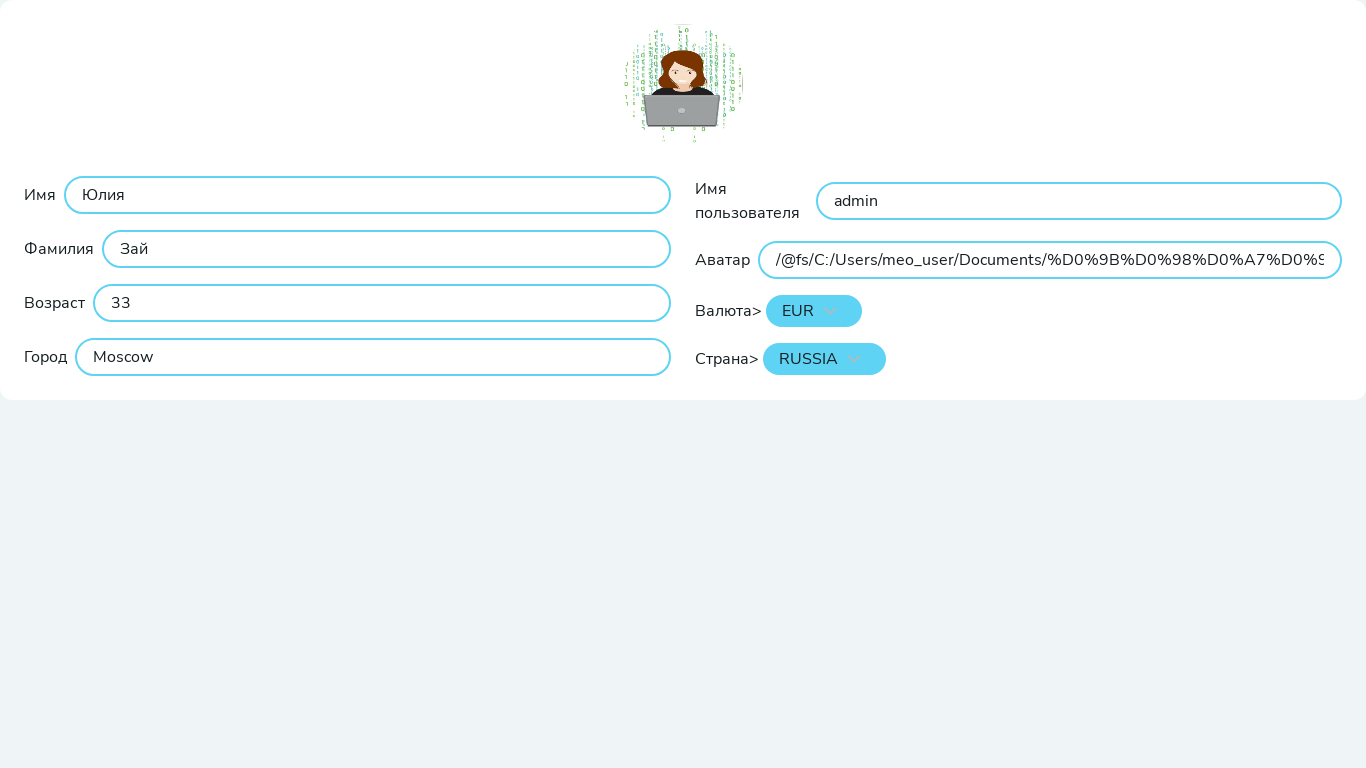 Имя Юлия
Фамилия Зай
Возраст 33
Город Moscow
Имя
пользователя admin
Аватар /@fs/C:/Users/meo_user/Documents/%D0%9B%D0%98%D0%A7%D0%9
Валюта> EUR
Страна> RUSSIA